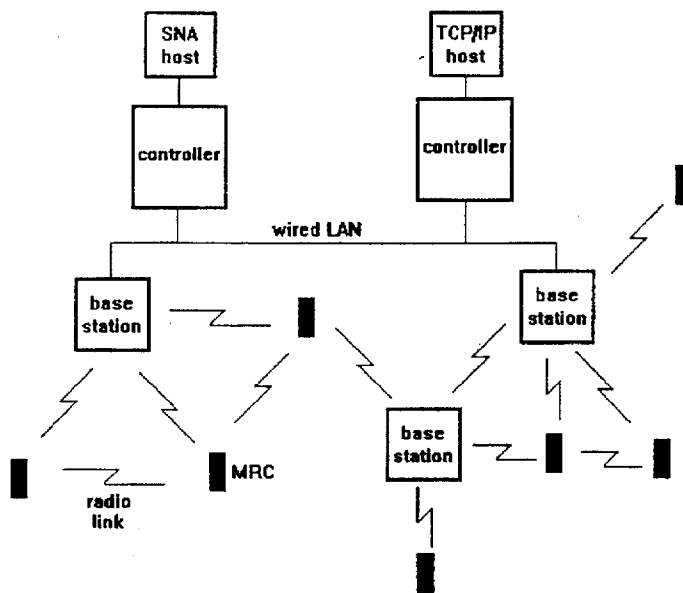 SNA
host
TCP/IP
host
controller
controller
wired LAN
base
station
base
station
base
station
MRC
radio
link